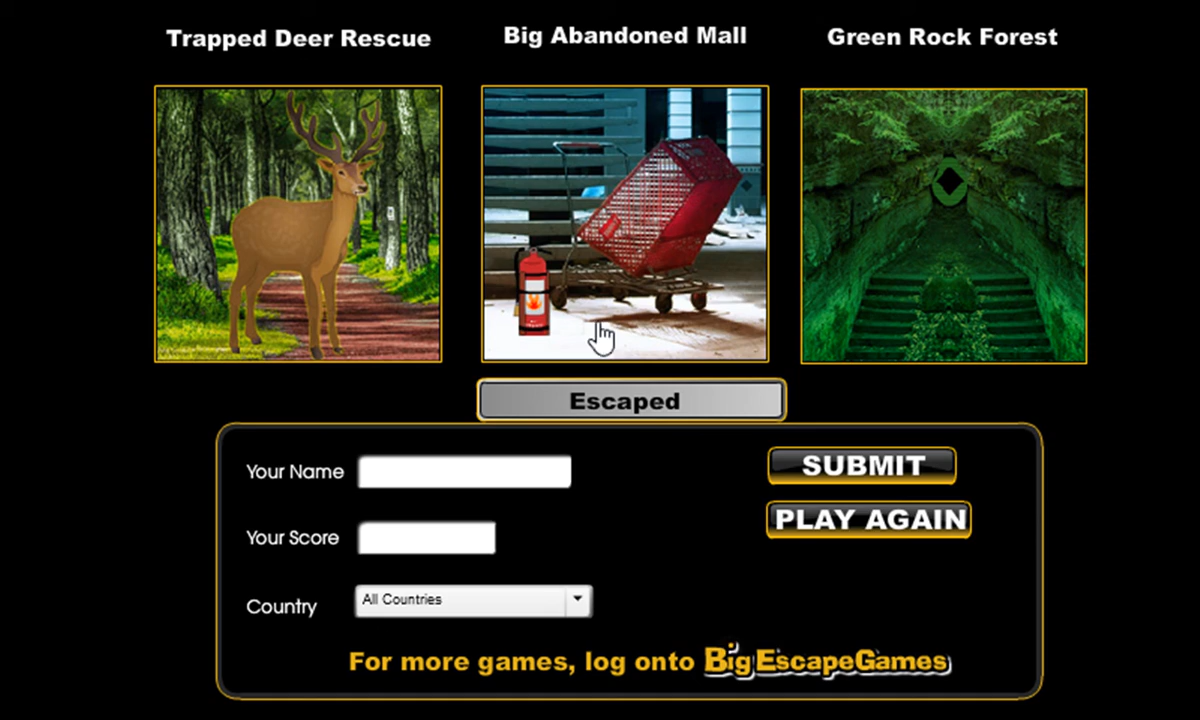 Trapped Deer Rescue
Big Abandoned Mall
Green Rock Forest
Escaped
Your Name
SUBMIT
Your Score
PLAY AGAIN
Country
All Countries
For more games, log onto BigEscapeGames